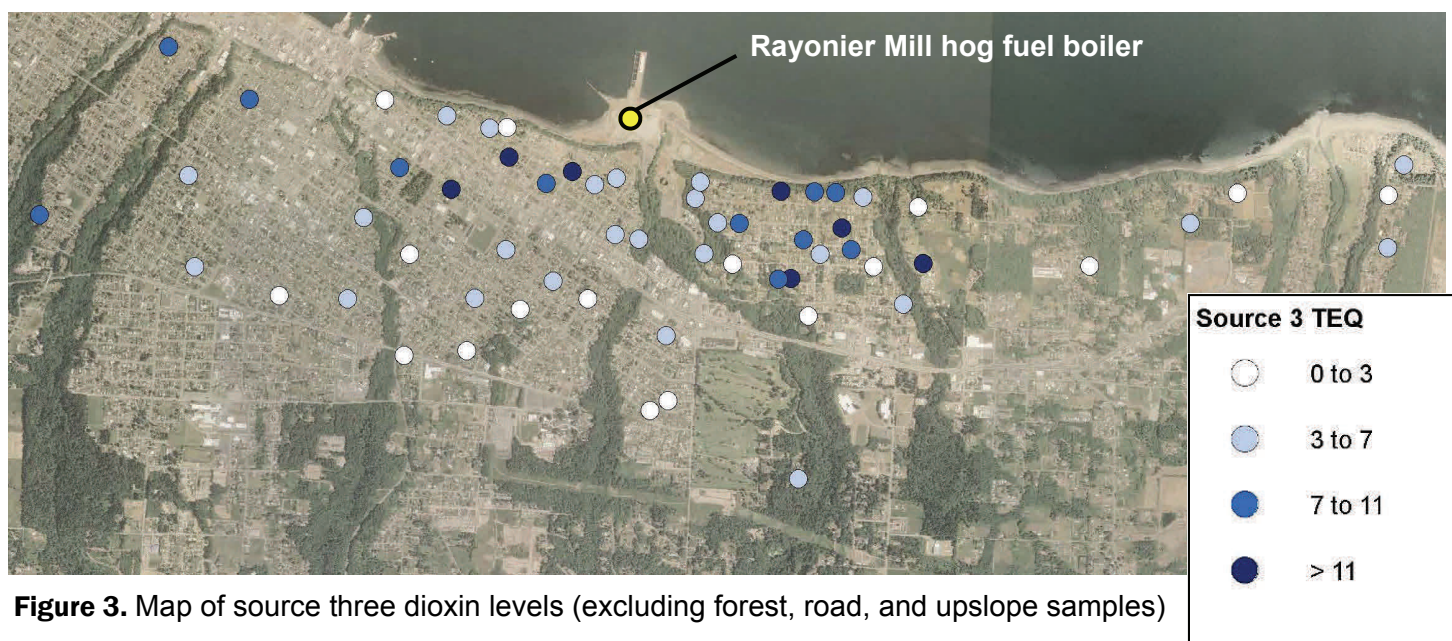 Rayonier Mill hog fuel boiler
Source 3 TEQ
0 to 3
3 to 7
7 to 11
> 11
Figure 3. Map of source three dioxin levels (excluding forest, road, and upslope samples)